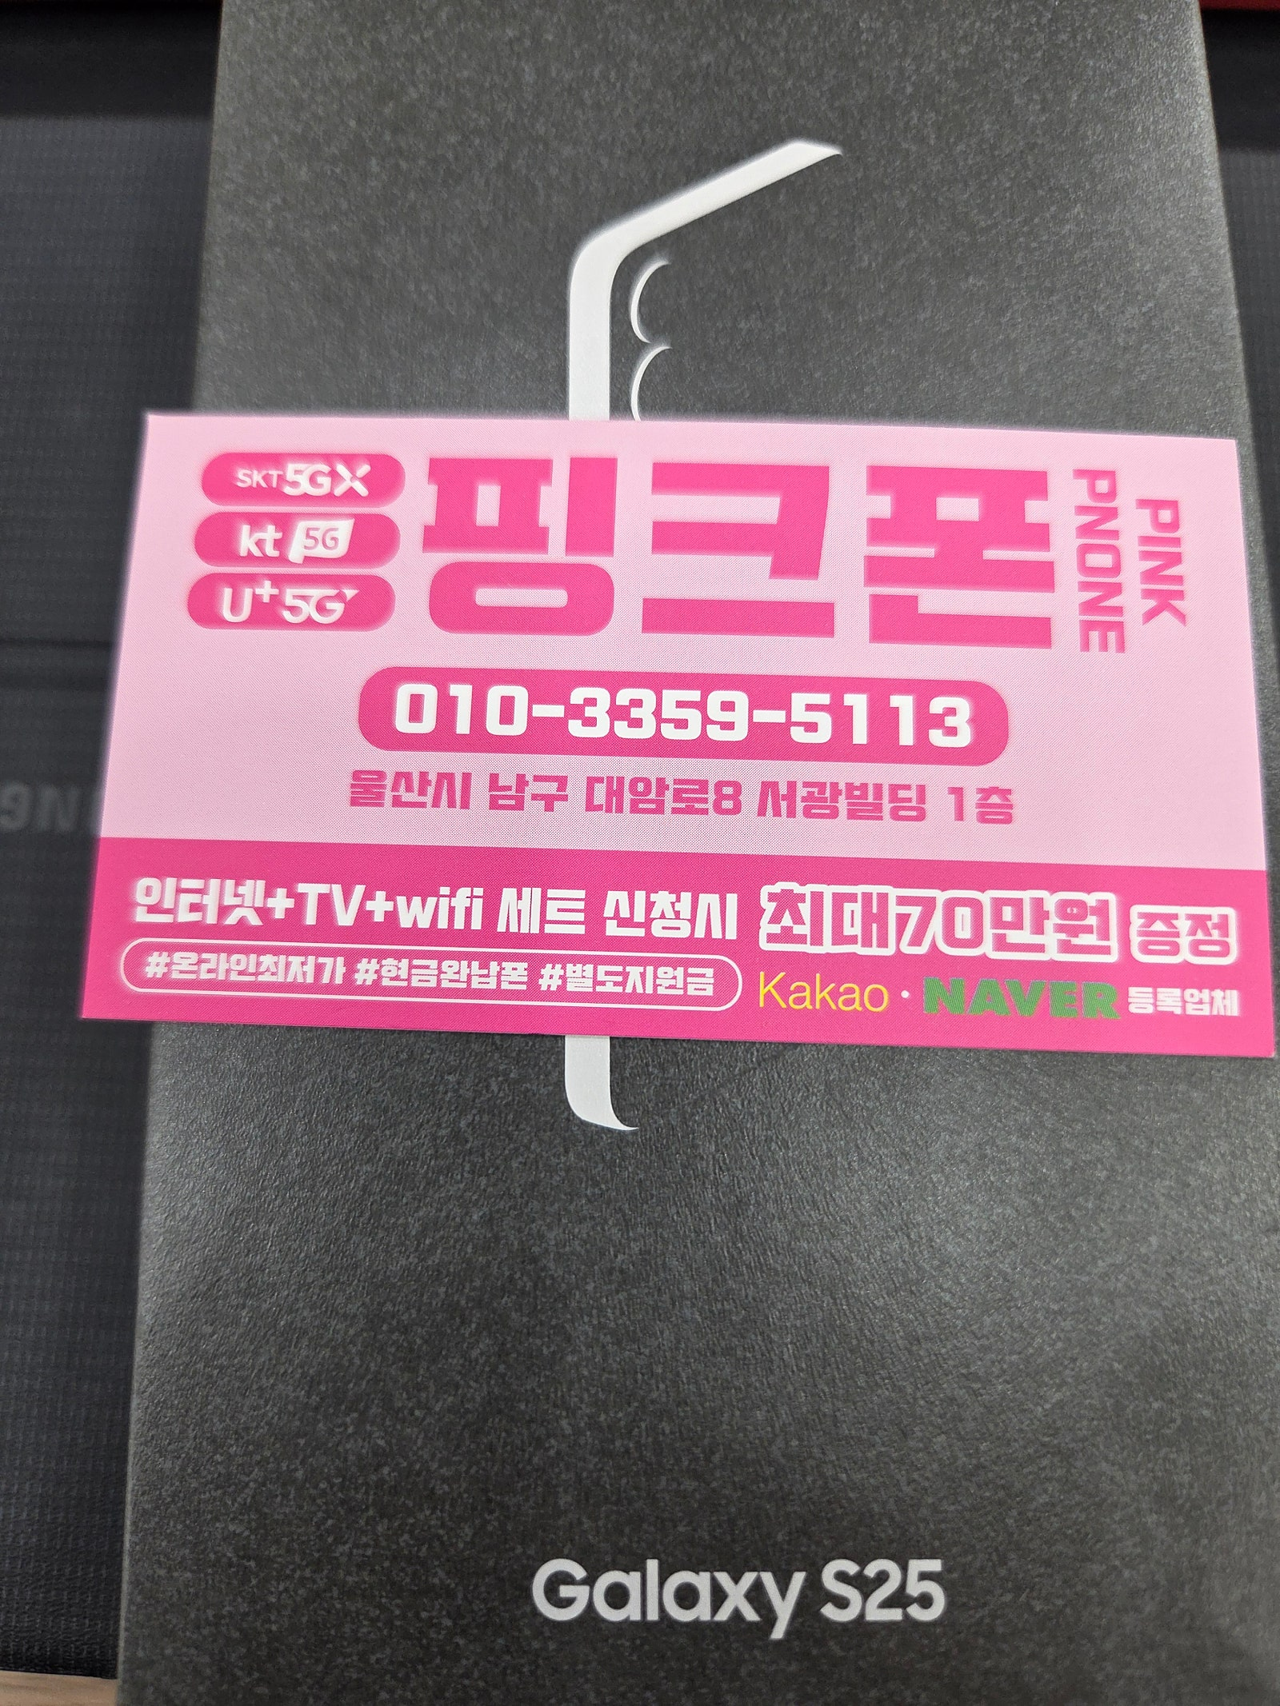 SKT 5GX
kt 5G
U+5G
핑크폰
PINK
PNONE
010-3359-5113
울산시 남구 대암로8 서광빌딩 1층
인터넷+TV+wifi 세트 신청시 최대70만원 증정
#온라인최저가 #현금완납폰 #별도지원금
Kakao · NAVER 등록업체
Galaxy S25